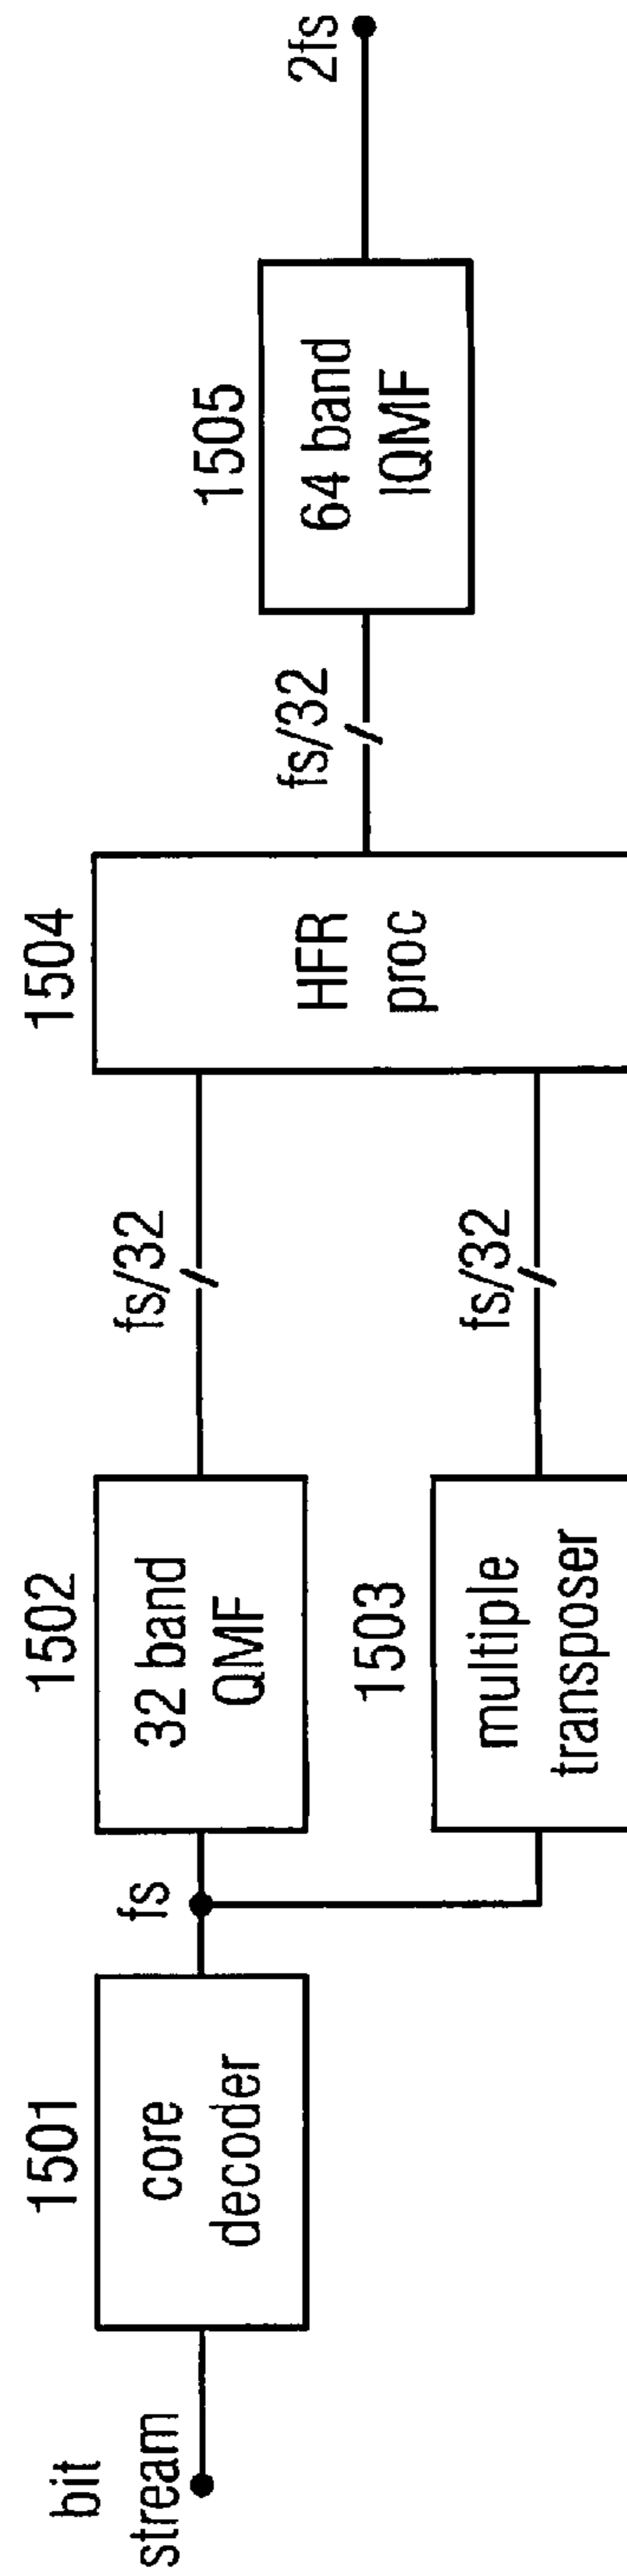 bit
stream
1501
core
decoder
fs
1502
32 band
QMF
1503
multiple
transposer
fs/32
fs/32
1504
HFR
proc
fs/32
1505
64 band
IQMF
2fs